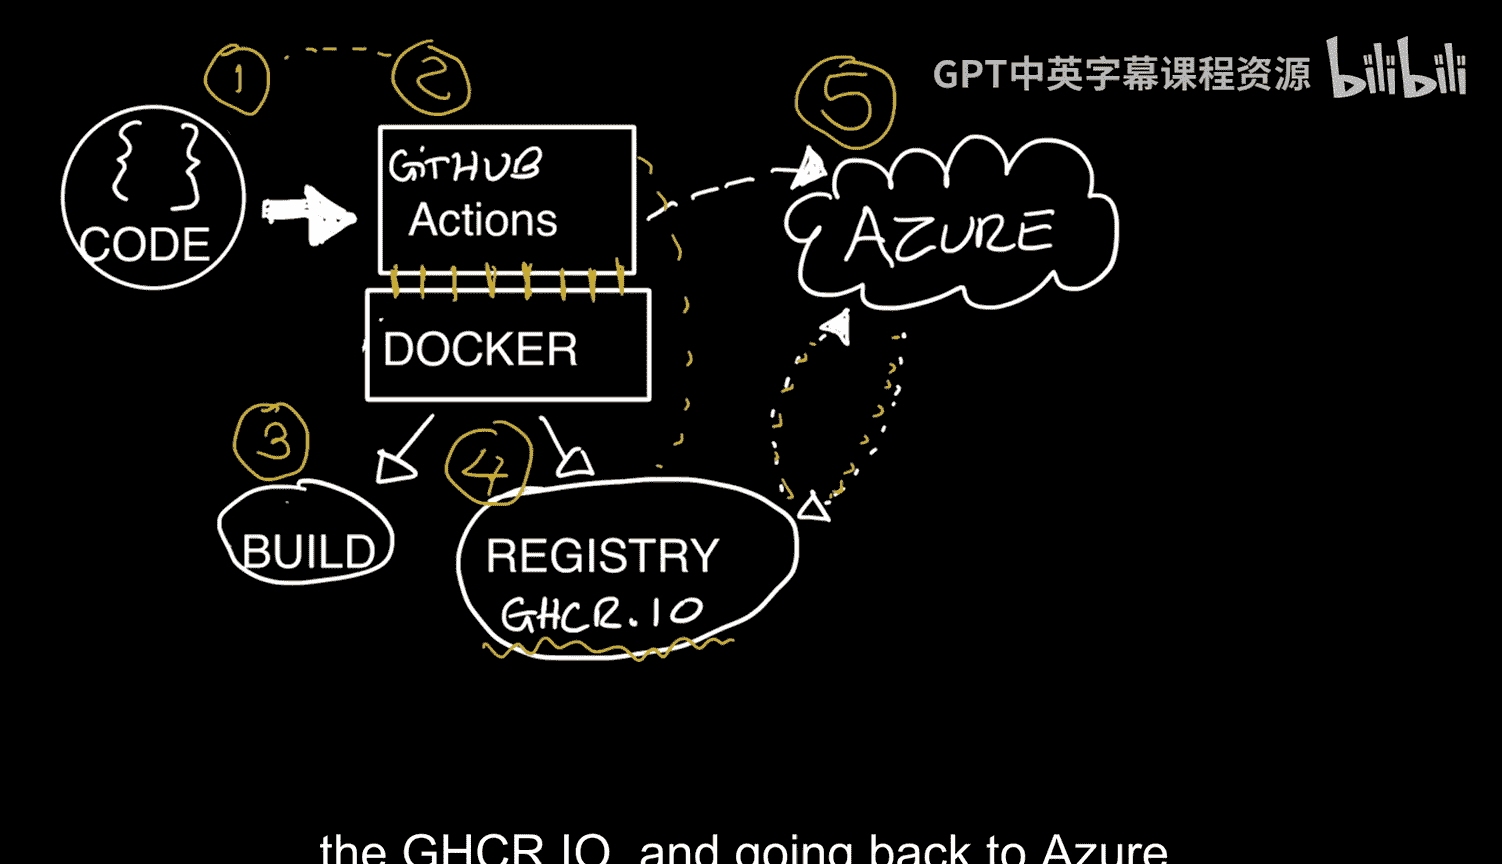 1
2
5
GPT中英字幕课程资源 bilibili
{ }
CODE
GITHUB
Actions
AZURE
DOCKER
3
4
BUILD
REGISTRY
GHCR.IO
the GHCR IO, and going back to Azure